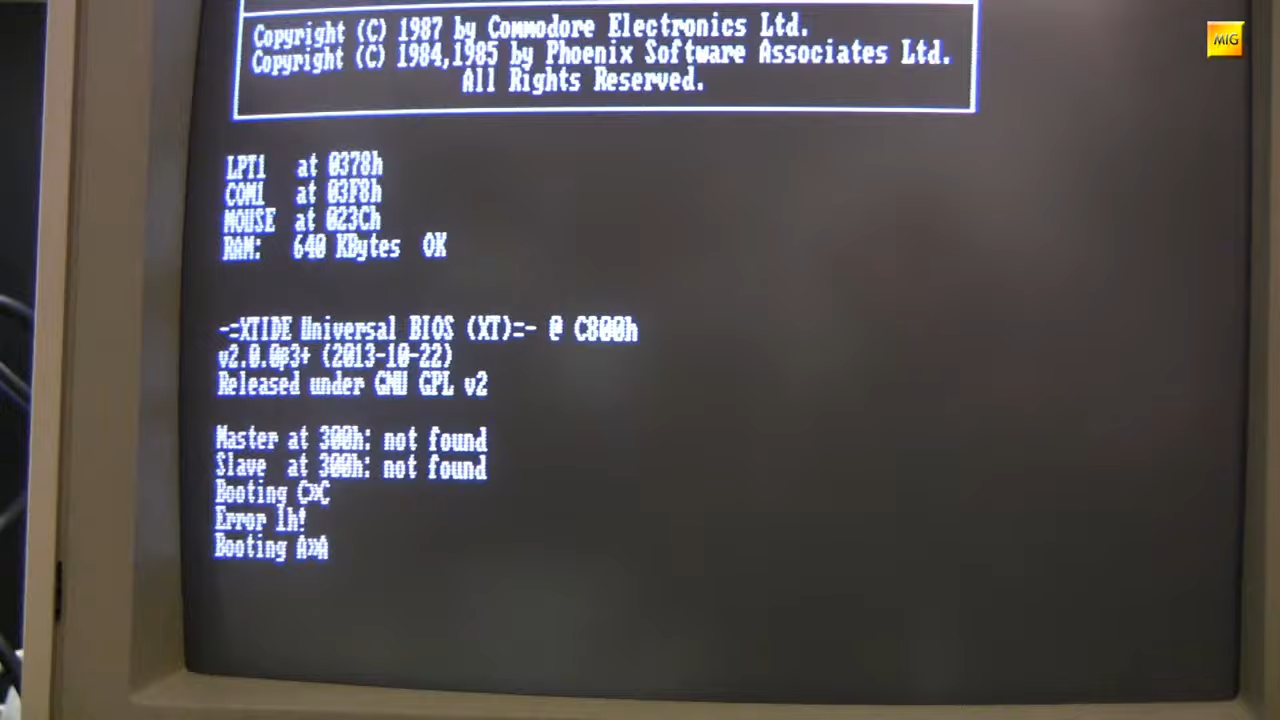 Copyright (C) 1987 by Commodore Electronics Ltd.
Copyright (C) 1984,1985 by Phoenix Software Associates Ltd.
All Rights Reserved.
LPT1 at 0378h
COM1 at 03F8h
MOUSE at 023Ch
RAM: 640 KBytes OK
-=XTIDE Universal BIOS (XT)=- @ C800h
v2.0.0β3+ (2013-10-22)
Released under GNU GPL v2
Master at 300h: not found
Slave at 300h: not found
Booting C»C
Error 1h!
Booting A»A
MIG